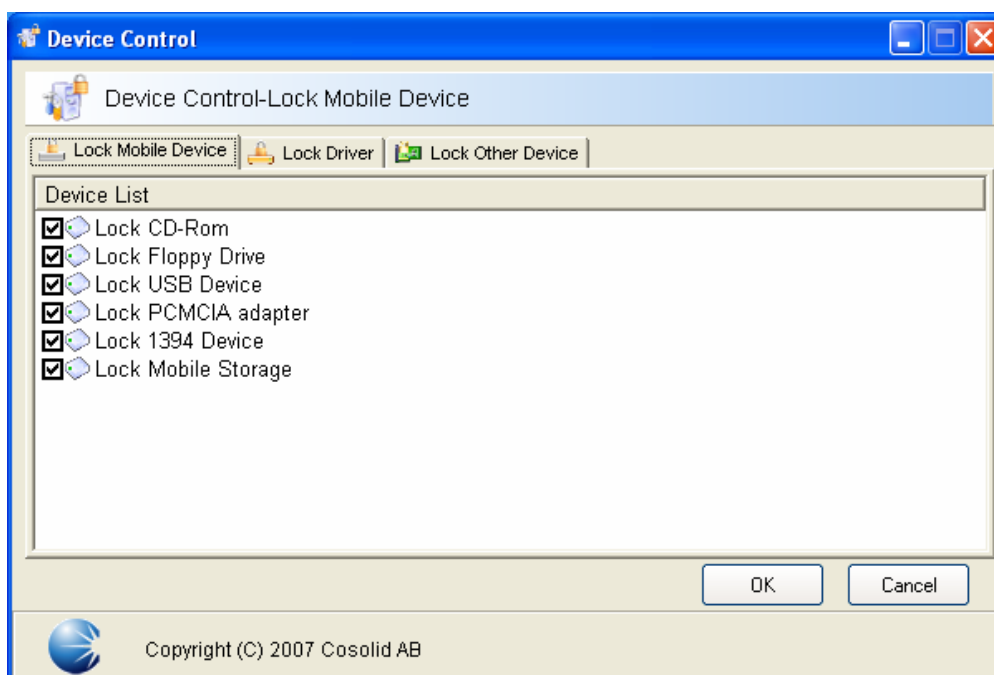 Device Control
Device Control-Lock Mobile Device
Lock Mobile Device Lock Driver Lock Other Device
Device List
Lock CD-Rom
Lock Floppy Drive
Lock USB Device
Lock PCMCIA adapter
Lock 1394 Device
Lock Mobile Storage
OK Cancel
Copyright (C) 2007 Cosolid AB